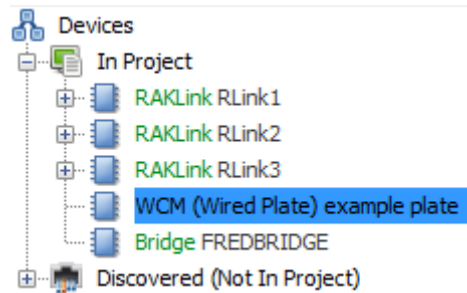 Devices
In Project
RAKLink RLink1
RAKLink RLink2
RAKLink RLink3
WCM (Wired Plate) example plate
Bridge FREDBRIDGE
Discovered (Not In Project)